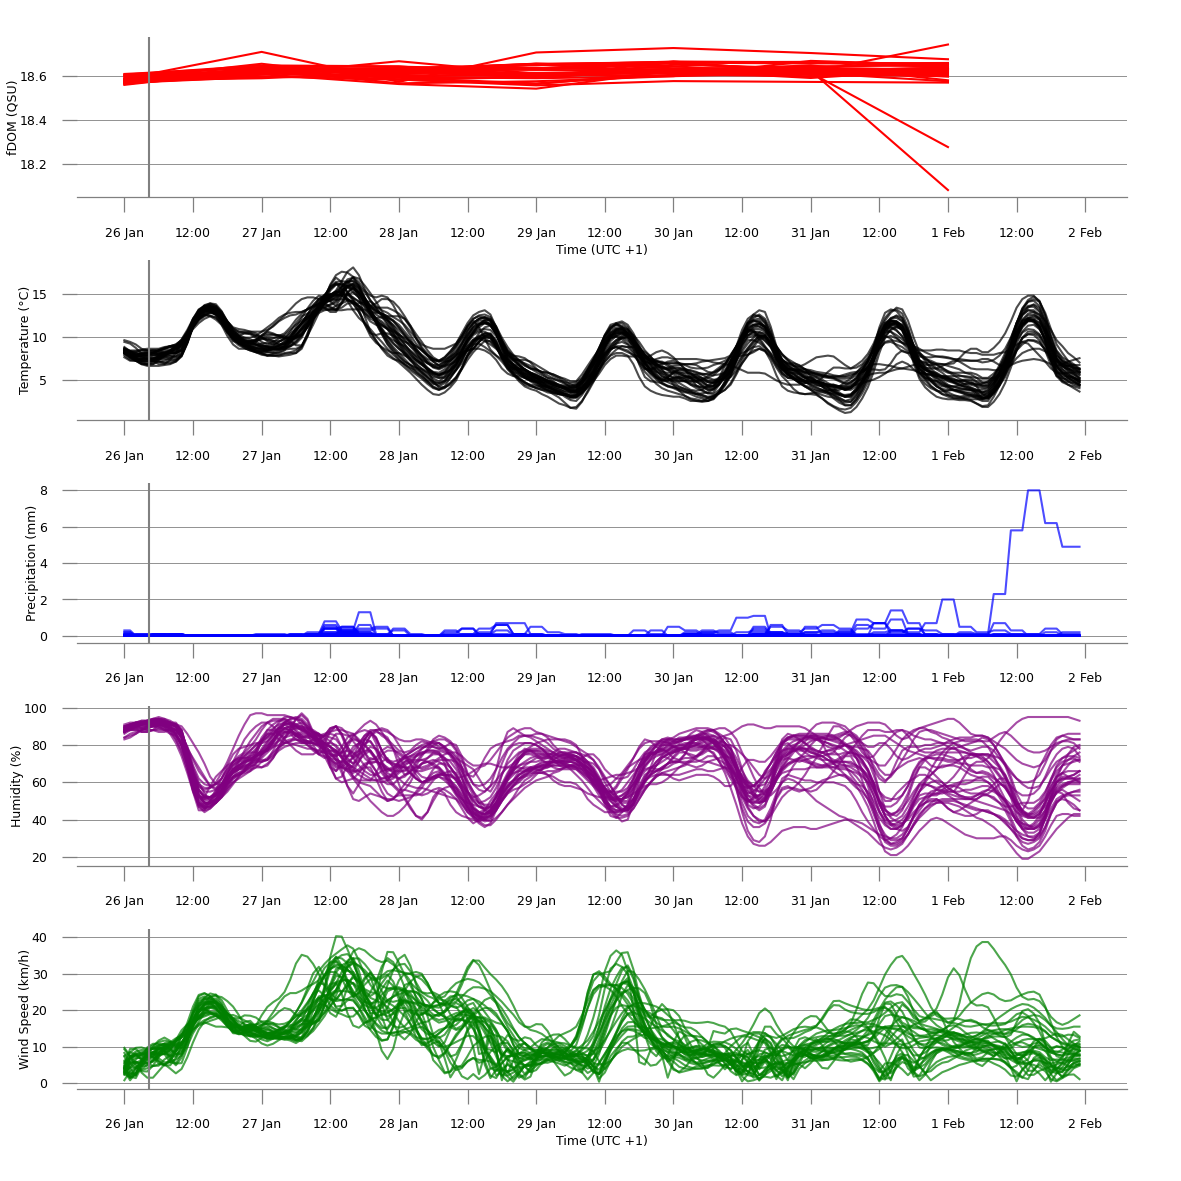 fDOM (QSU)
18.6
18.4
18.2
26 Jan 12:00 27 Jan 12:00 28 Jan 12:00 29 Jan 12:00 30 Jan 12:00 31 Jan 12:00 1 Feb 12:00 2 Feb
Time (UTC +1)
Temperature (°C)
15
10
5
26 Jan 12:00 27 Jan 12:00 28 Jan 12:00 29 Jan 12:00 30 Jan 12:00 31 Jan 12:00 1 Feb 12:00 2 Feb
Precipitation (mm)
8
6
4
2
0
26 Jan 12:00 27 Jan 12:00 28 Jan 12:00 29 Jan 12:00 30 Jan 12:00 31 Jan 12:00 1 Feb 12:00 2 Feb
Humidity (%)
100
80
60
40
20
26 Jan 12:00 27 Jan 12:00 28 Jan 12:00 29 Jan 12:00 30 Jan 12:00 31 Jan 12:00 1 Feb 12:00 2 Feb
Wind Speed (km/h)
40
30
20
10
0
26 Jan 12:00 27 Jan 12:00 28 Jan 12:00 29 Jan 12:00 30 Jan 12:00 31 Jan 12:00 1 Feb 12:00 2 Feb
Time (UTC +1)